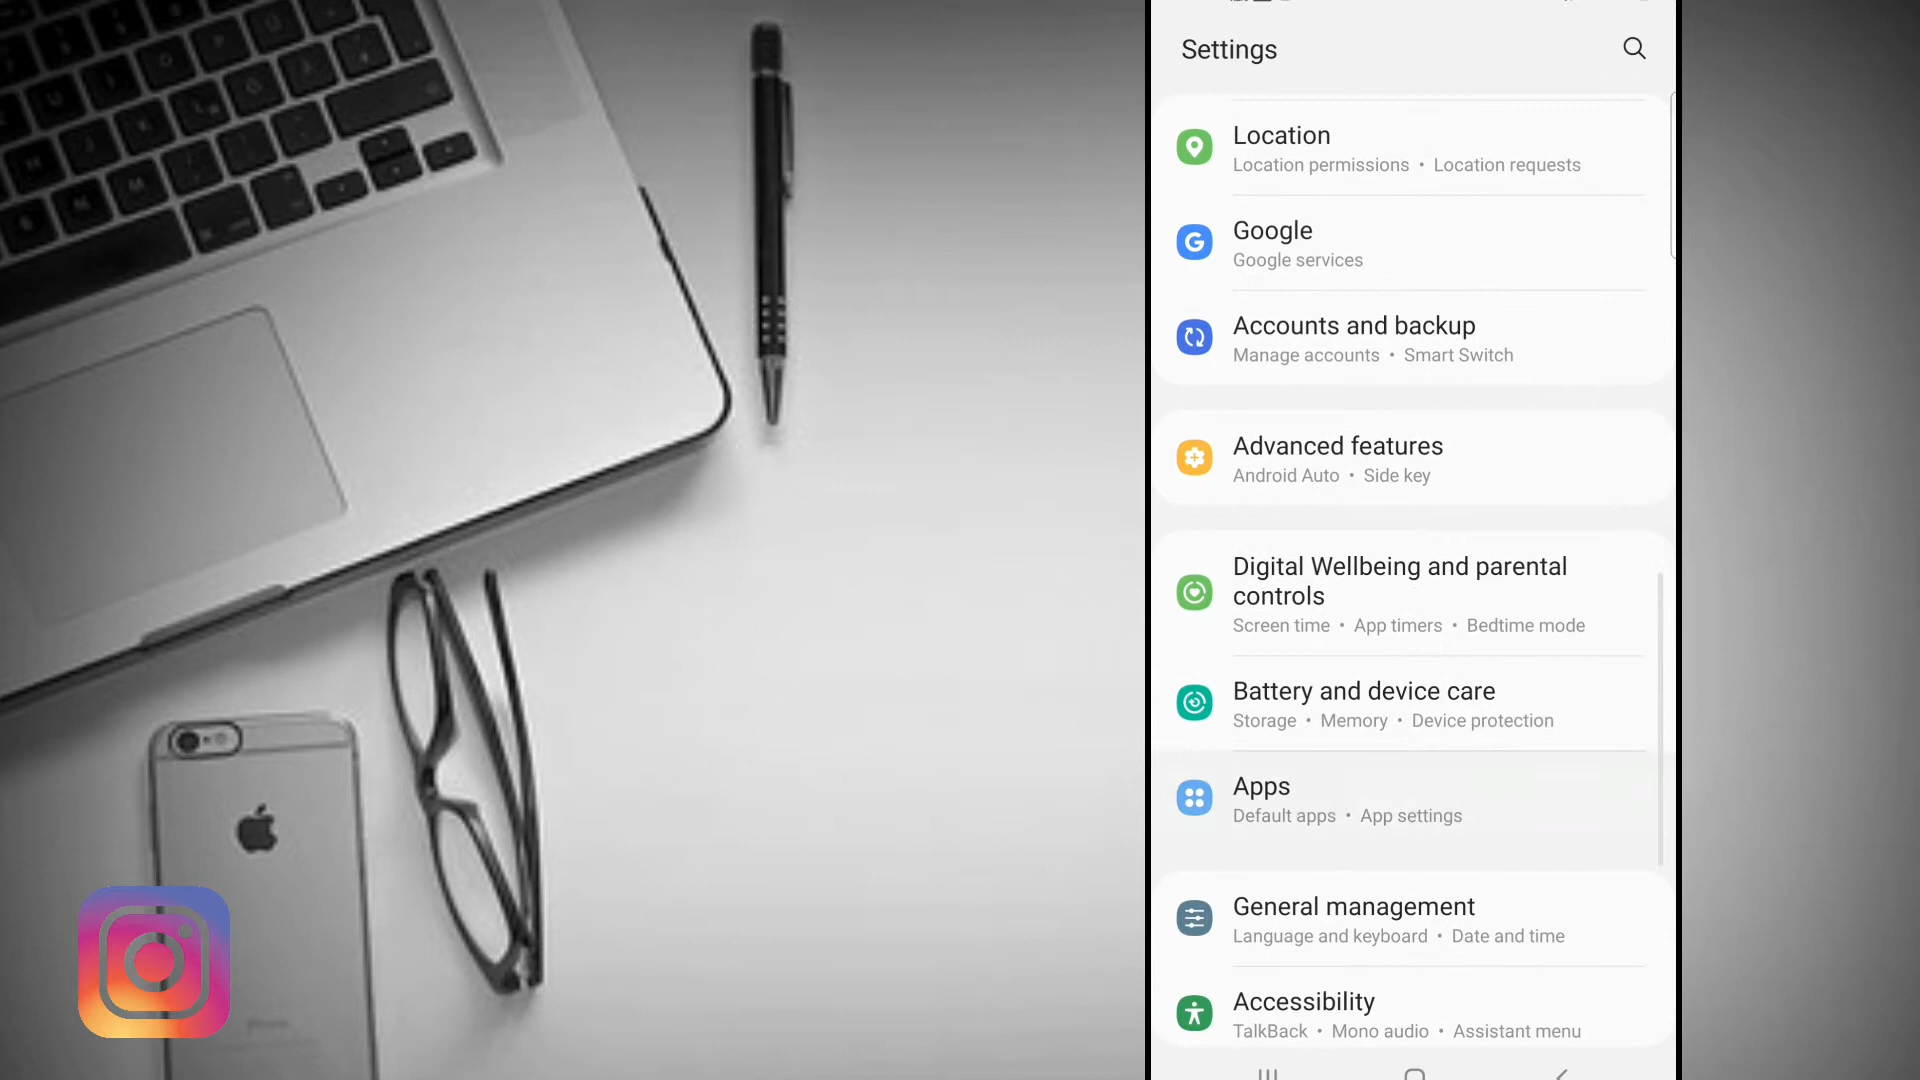 Settings
Location
Location permissions • Location requests
Google
Google services
Accounts and backup
Manage accounts • Smart Switch
Advanced features
Android Auto • Side key
Digital Wellbeing and parental
controls
Screen time • App timers • Bedtime mode
Battery and device care
Storage • Memory • Device protection
Apps
Default apps • App settings
General management
Language and keyboard • Date and time
Accessibility
TalkBack • Mono audio • Assistant menu